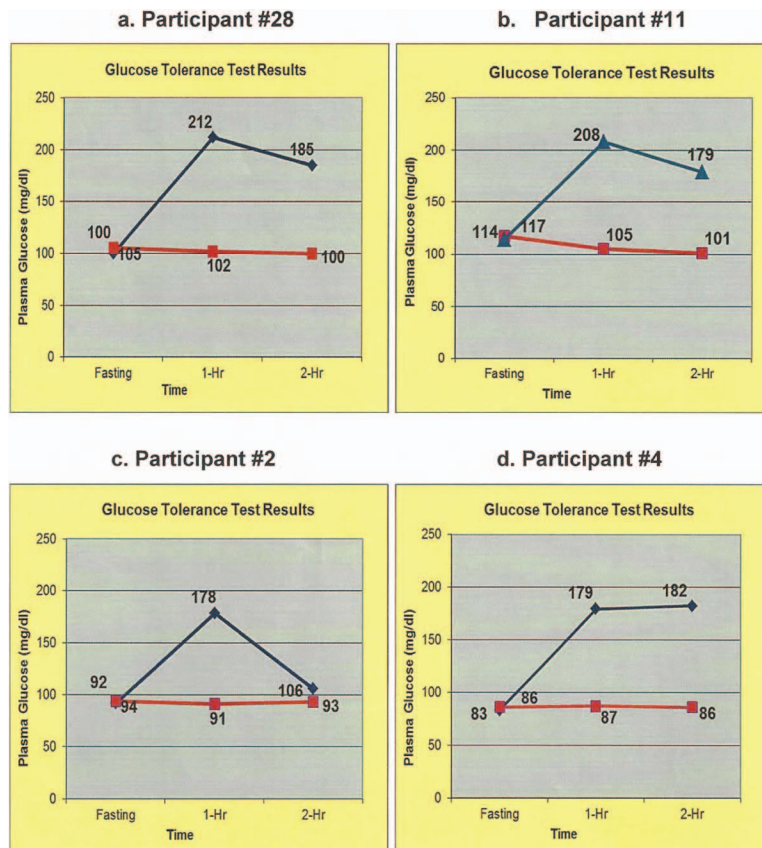 a. Participant #28
Glucose Tolerance Test Results
Plasma Glucose (mg/dl)
250
200
150
100
50
0
212
185
100
105
102
100
Fasting
1-Hr
2-Hr
Time
b. Participant #11
Glucose Tolerance Test Results
Plasma Glucose (mg/dl)
250
200
150
100
50
0
208
179
114
117
105
101
Fasting
1-Hr
2-Hr
Time
c. Participant #2
Glucose Tolerance Test Results
Plasma Glucose (mg/dl)
250
200
150
100
50
0
178
92
94
91
106
93
Fasting
1-Hr
2-Hr
Time
d. Participant #4
Glucose Tolerance Test Results
Plasma Glucose (mg/dl)
250
200
150
100
50
0
179
182
83
86
87
86
Fasting
1-Hr
2-Hr
Time